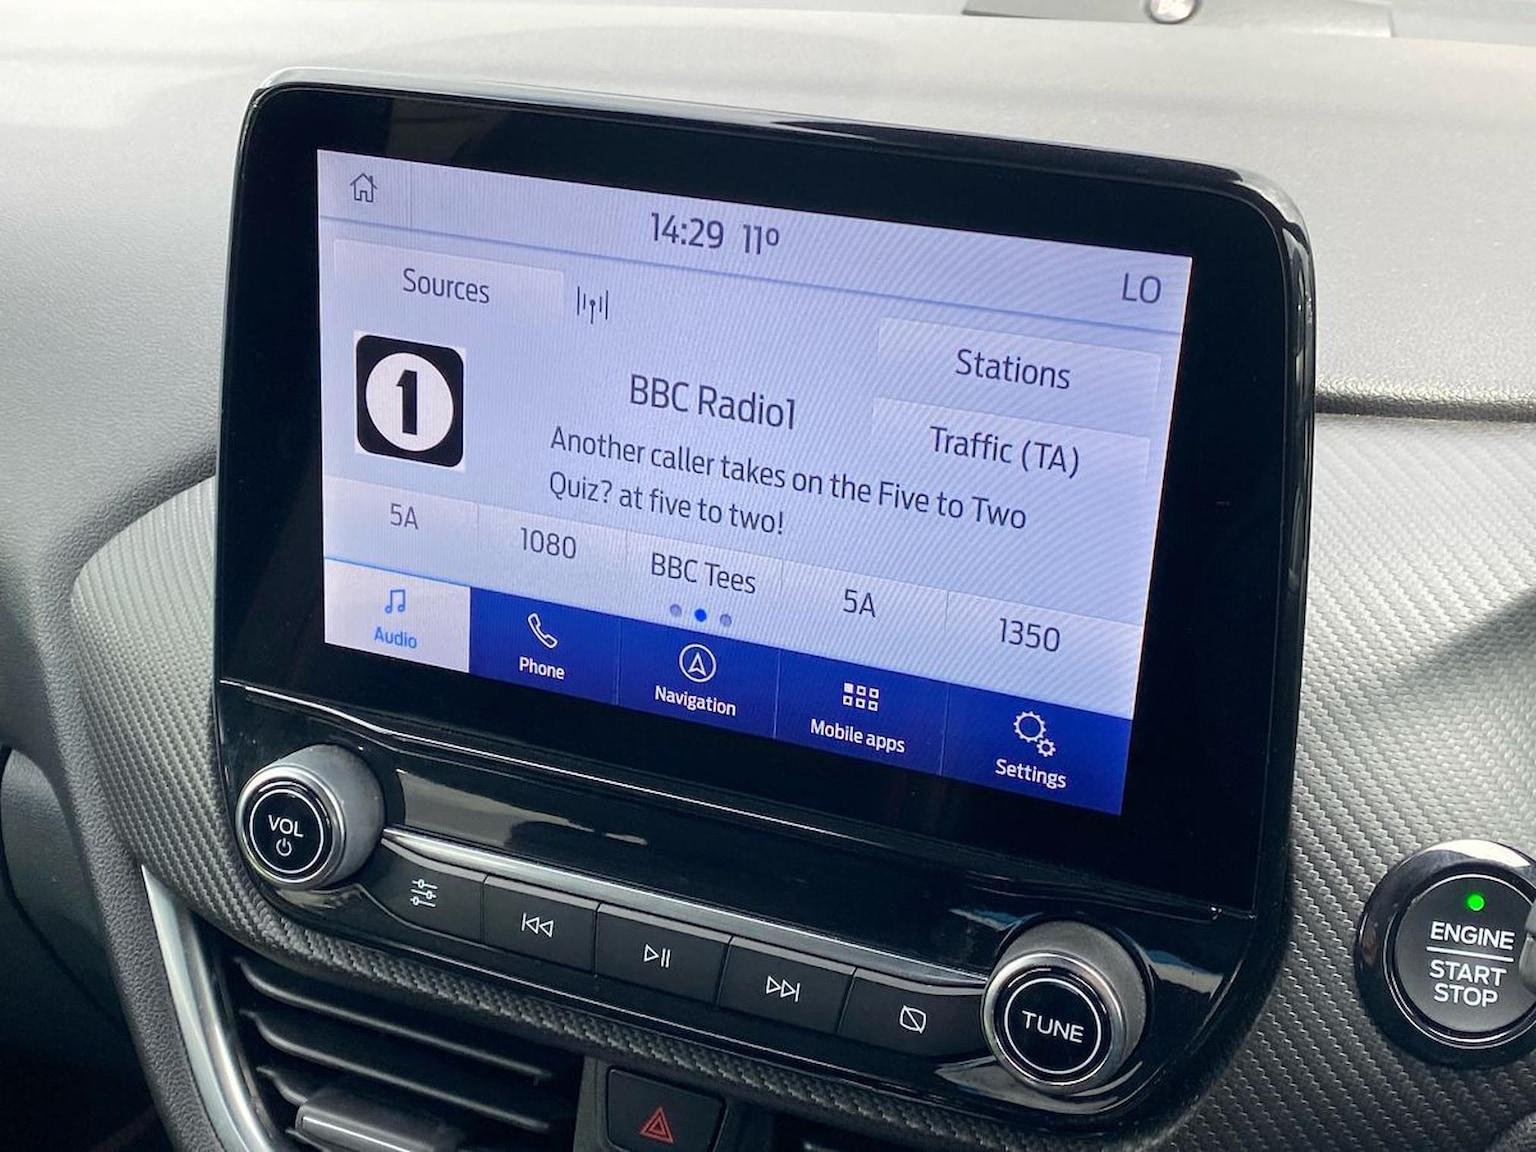 14:29 11º
LO
Sources
Stations
1
BBC Radio1
Traffic (TA)
Another caller takes on the Five to Two
Quiz? at five to two!
5A
1080
BBC Tees
5A
1350
Audio
Phone
Navigation
Mobile apps
Settings
VOL
TUNE
ENGINE
START
STOP